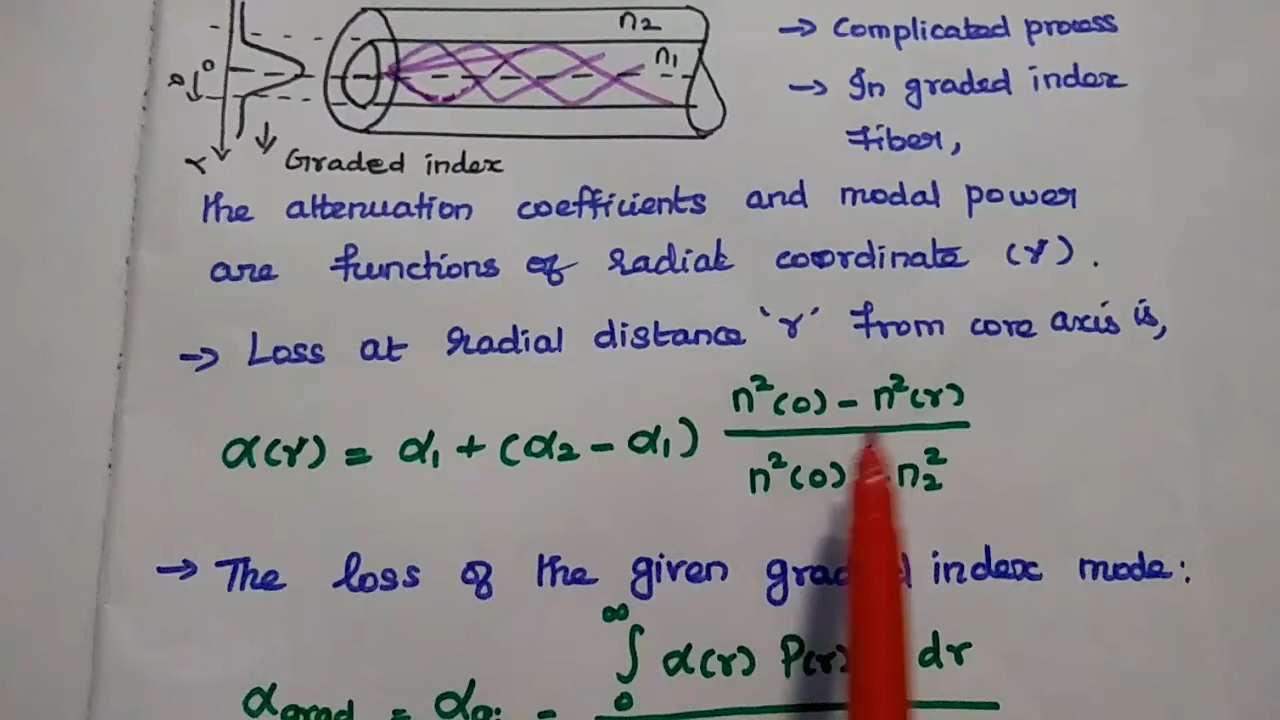 n2
n1
0
r
Graded index
→ Complicated process
→ In graded index
Fiber,
the attenuation coefficients and modal power
are functions of radial coordinate (r).
→ Loss at radial distance 'r' from core axis is,
α(r) = α1 + (α2 - α1) n²(0) - n²(r)
n²(0) n2²
→ The loss of the given graded index mode:
∞
∫ α(r) P(r) dr
0
αgrad = α =